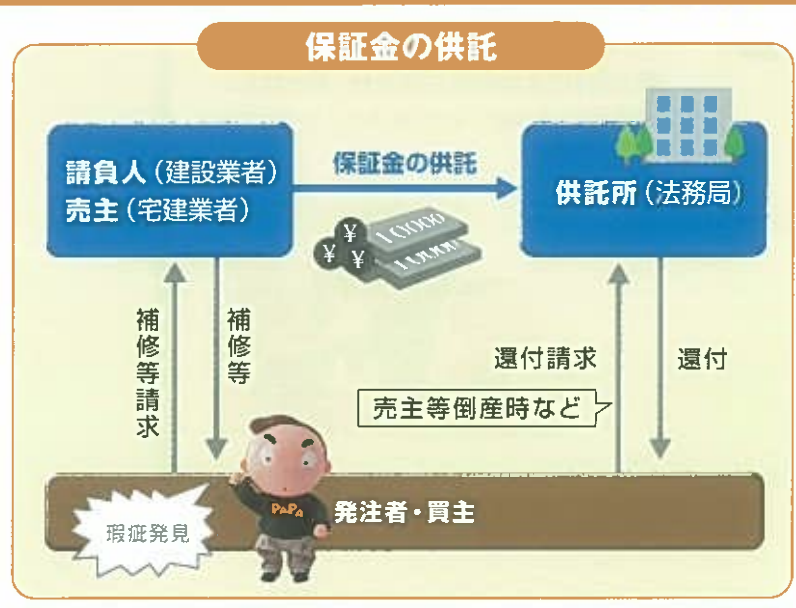 保証金の供託
請負人(建設業者)
売主(宅建業者)
保証金の供託
供託所(法務局)
¥
¥
¥
10000
10000
補修等請求
補修等
還付請求
還付
売主等倒産時など
PAPA
発注者・買主
瑕疵発見